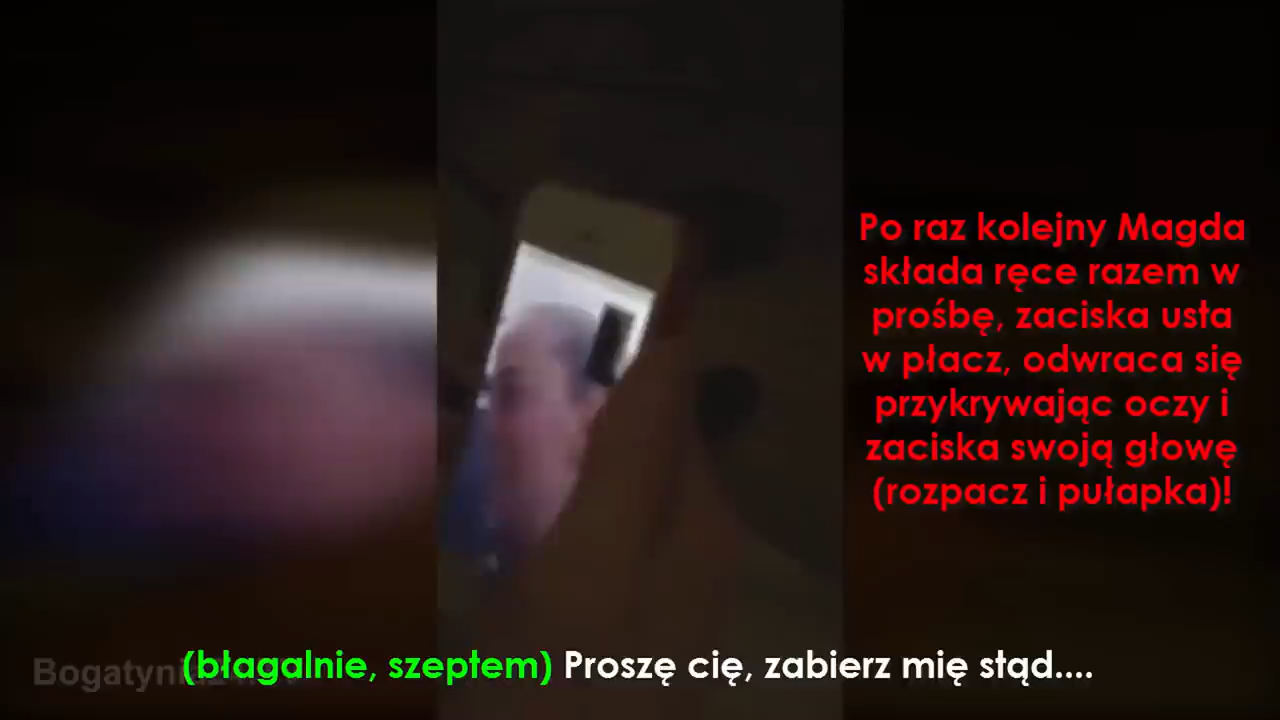 Po raz kolejny Magda
składa ręce razem w
prośbę, zaciska usta
w płacz, odwraca się
przykrywając oczy i
zaciska swoją głowę
(rozpacz i pułapka)!
(błagalnie, szeptem) Proszę cię, zabierz mię stąd....